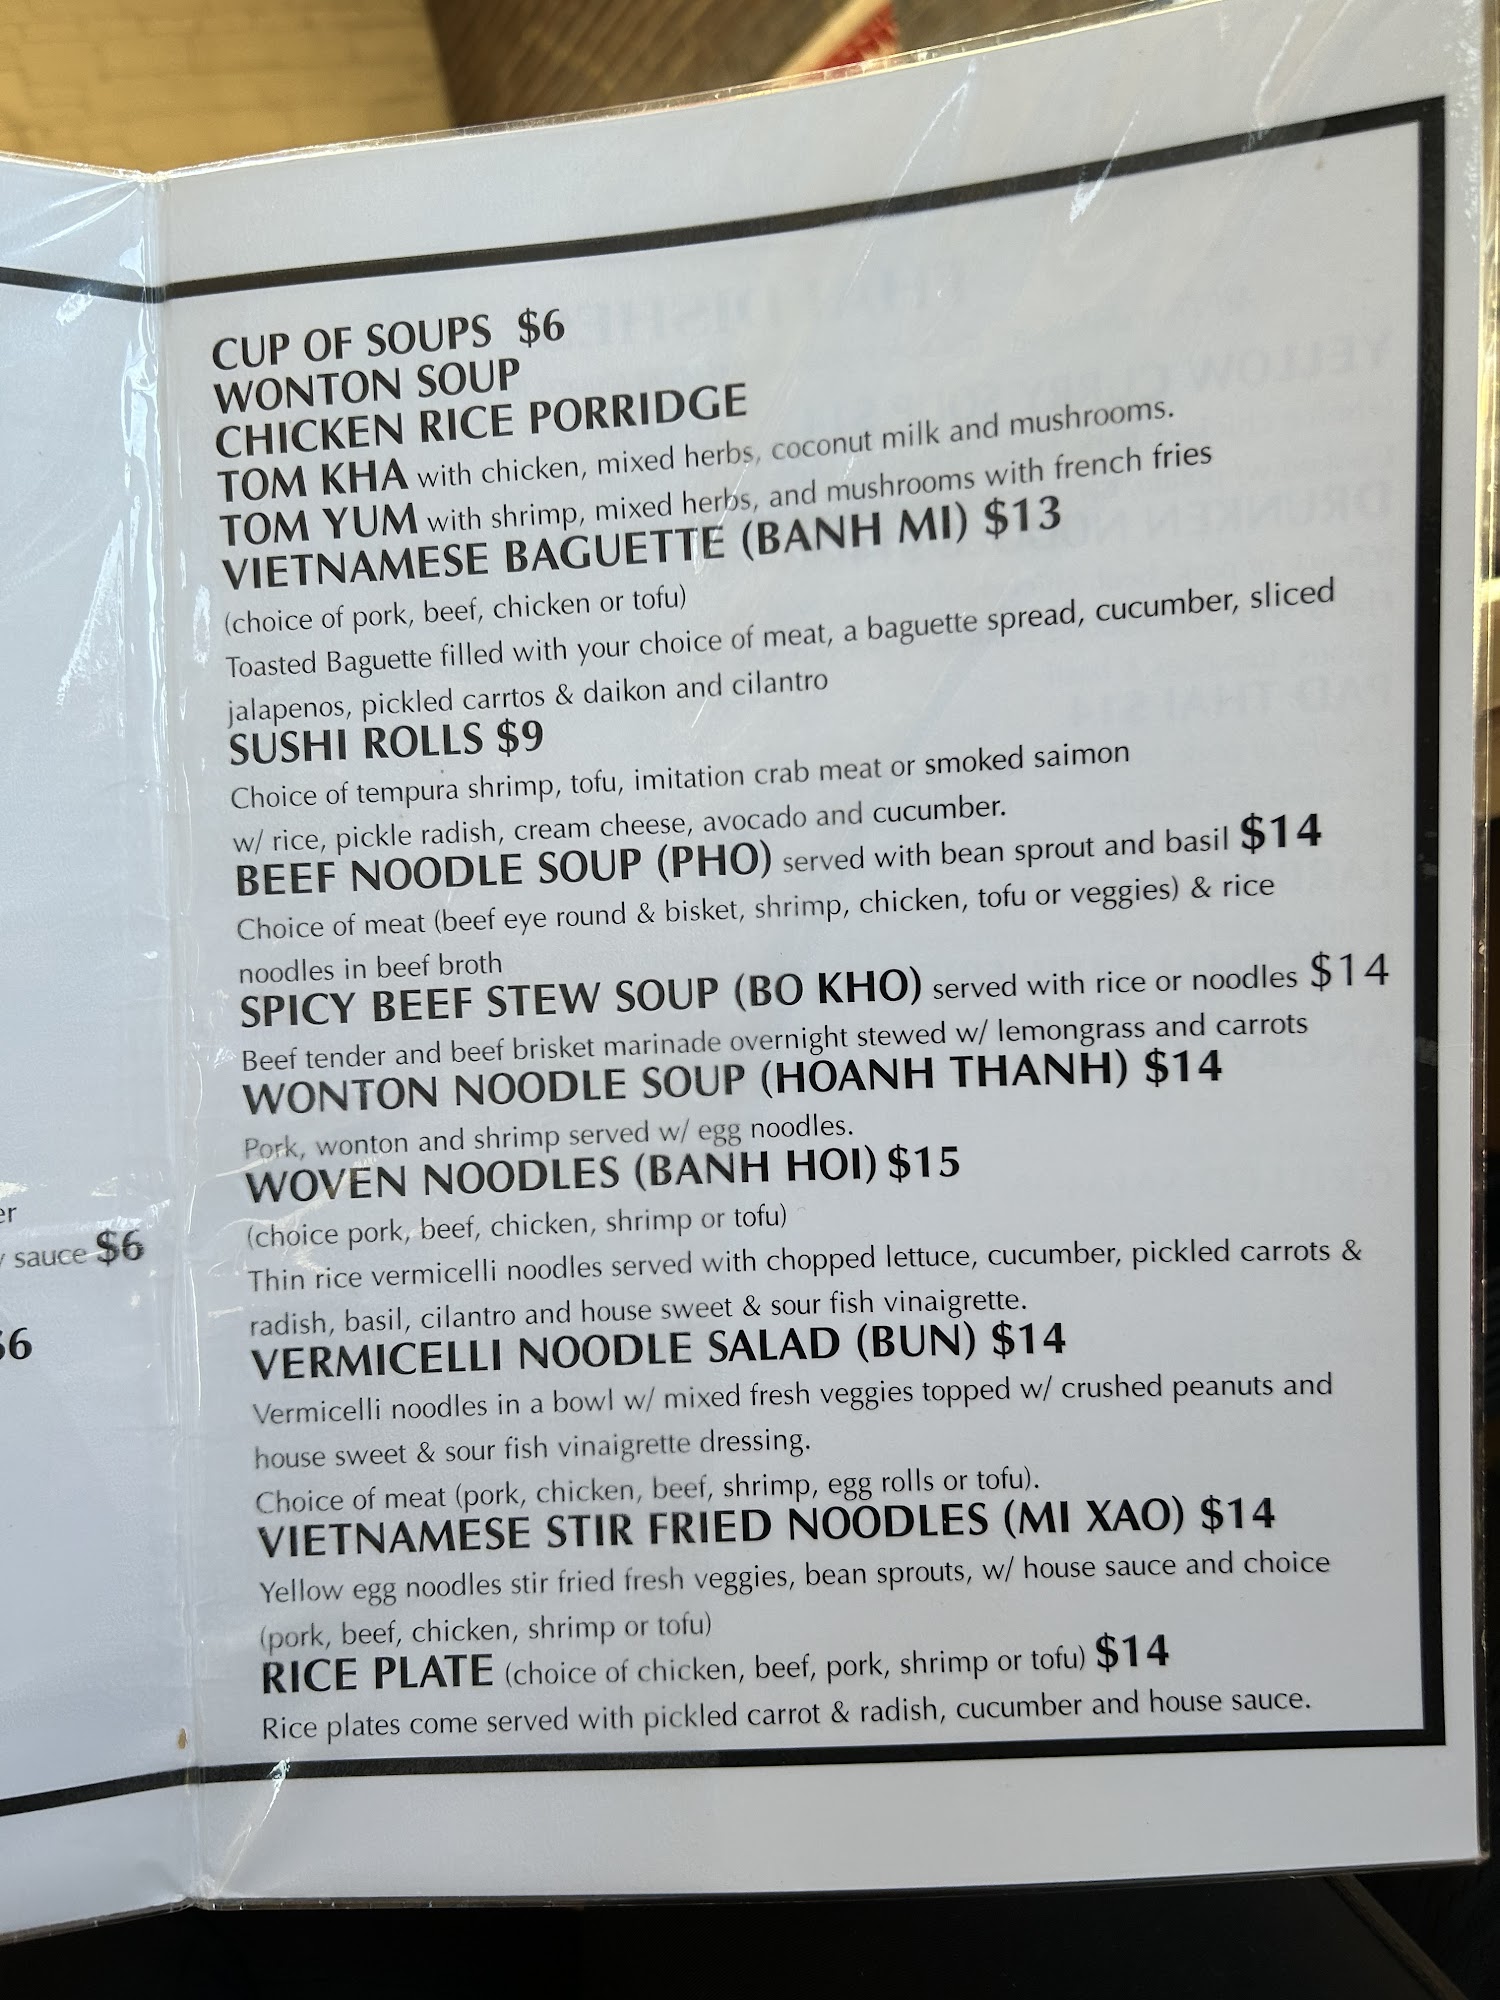 CUP OF SOUPS $6
WONTON SOUP
CHICKEN RICE PORRIDGE
TOM KHA with chicken, mixed herbs, coconut milk and mushrooms.
TOM YUM with shrimp, mixed herbs, and mushrooms with french fries
VIETNAMESE BAGUETTE (BANH MI) $13
(choice of pork, beef, chicken or tofu)
Toasted Baguette filled with your choice of meat, a baguette spread, cucumber, sliced
jalapenos, pickled carrtos & daikon and cilantro
SUSHI ROLLS $9
Choice of tempura shrimp, tofu, imitation crab meat or smoked saimon
w/ rice, pickle radish, cream cheese, avocado and cucumber.
BEEF NOODLE SOUP (PHO) served with bean sprout and basil $14
Choice of meat (beef eye round & bisket, shrimp, chicken, tofu or veggies) & rice
noodles in beef broth
SPICY BEEF STEW SOUP (BO KHO) served with rice or noodles $14
Beef tender and beef brisket marinade overnight stewed w/ lemongrass and carrots
WONTON NOODLE SOUP (HOANH THANH) $14
Pork, wonton and shrimp served w/ egg noodles.
WOVEN NOODLES (BANH HOI) $15
(choice pork, beef, chicken, shrimp or tofu)
Thin rice vermicelli noodles served with chopped lettuce, cucumber, pickled carrots &
radish, basil, cilantro and house sweet & sour fish vinaigrette.
VERMICELLI NOODLE SALAD (BUN) $14
Vermicelli noodles in a bowl w/ mixed fresh veggies topped w/ crushed peanuts and
house sweet & sour fish vinaigrette dressing.
Choice of meat (pork, chicken, beef, shrimp, egg rolls or tofu).
VIETNAMESE STIR FRIED NOODLES (MI XAO) $14
Yellow egg noodles stir fried fresh veggies, bean sprouts, w/ house sauce and choice
(pork, beef, chicken, shrimp or tofu)
RICE PLATE (choice of chicken, beef, pork, shrimp or tofu) $14
Rice plates come served with pickled carrot & radish, cucumber and house sauce.
sauce $6